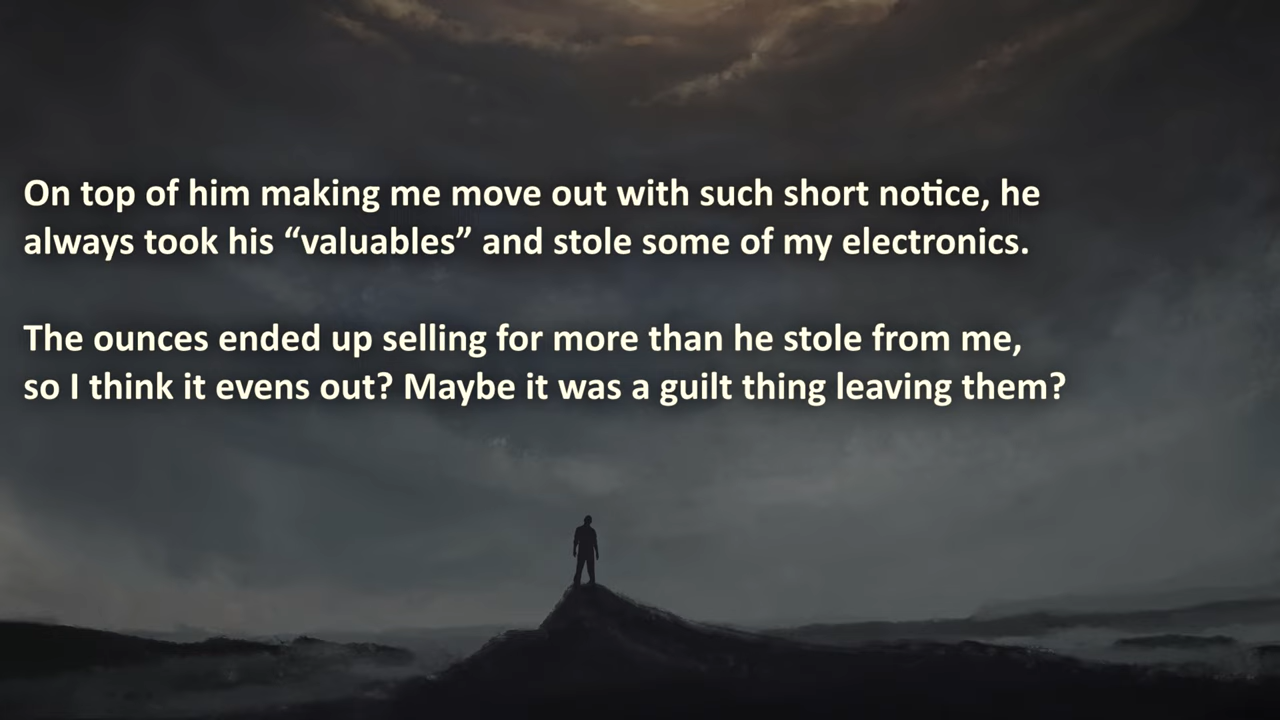 On top of him making me move out with such short notice, he
always took his “valuables” and stole some of my electronics.
The ounces ended up selling for more than he stole from me,
so I think it evens out? Maybe it was a guilt thing leaving them?